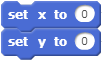 set x to 0
set y to 0